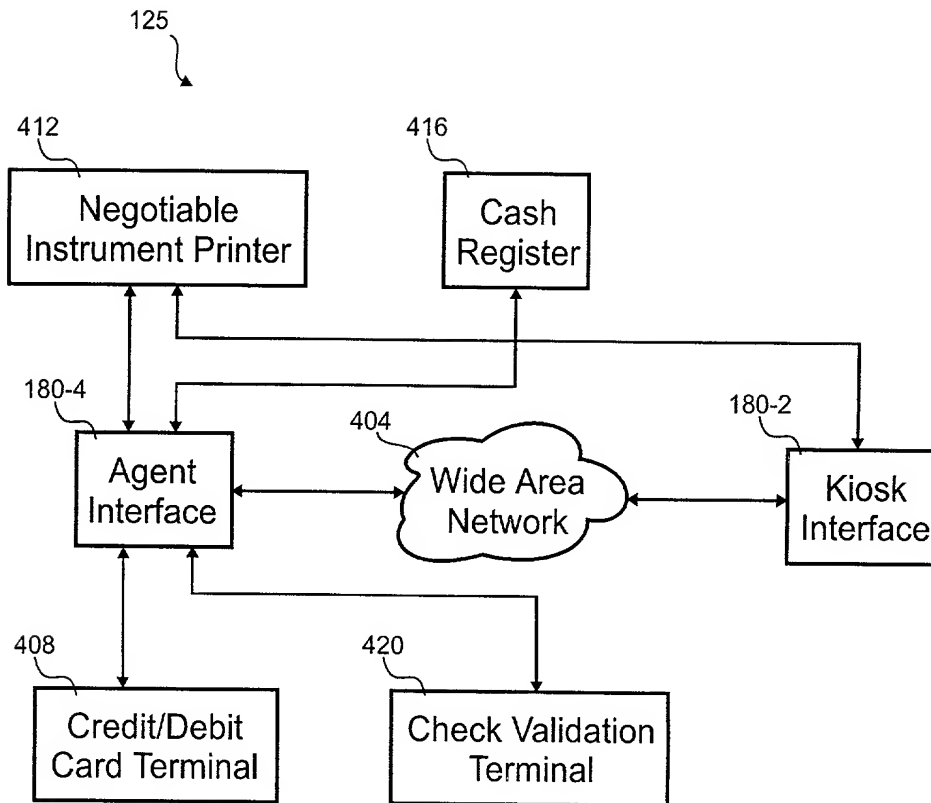 125
412
416
Negotiable
Instrument Printer
Cash
Register
180-4
404
180-2
Agent
Interface
Wide Area
Network
Kiosk
Interface
408
420
Credit/Debit
Card Terminal
Check Validation
Terminal